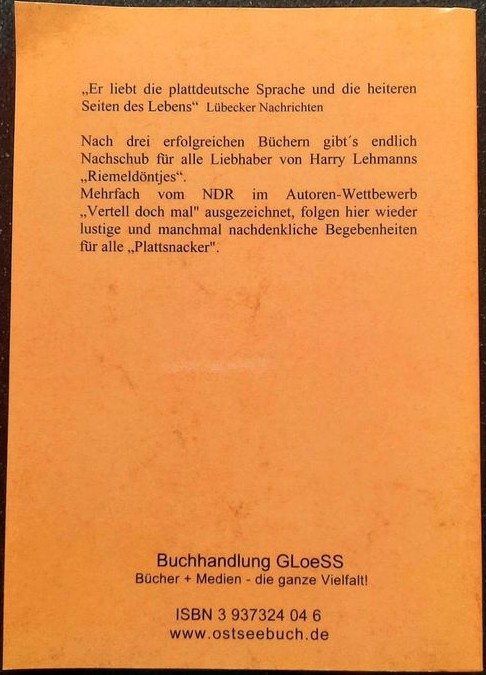 „Er liebt die plattdeutsche Sprache und die heiteren
Seiten des Lebens“ Lübecker Nachrichten
Nach drei erfolgreichen Büchern gibt´s endlich
Nachschub für alle Liebhaber von Harry Lehmanns
„Riemeldöntjes“.
Mehrfach vom NDR im Autoren-Wettbewerb
„Vertell doch mal" ausgezeichnet, folgen hier wieder
lustige und manchmal nachdenkliche Begebenheiten
für alle „Plattsnacker".
Buchhandlung GLoeSS
Bücher + Medien - die ganze Vielfalt!
ISBN 3 937324 04 6
www.ostseebuch.de